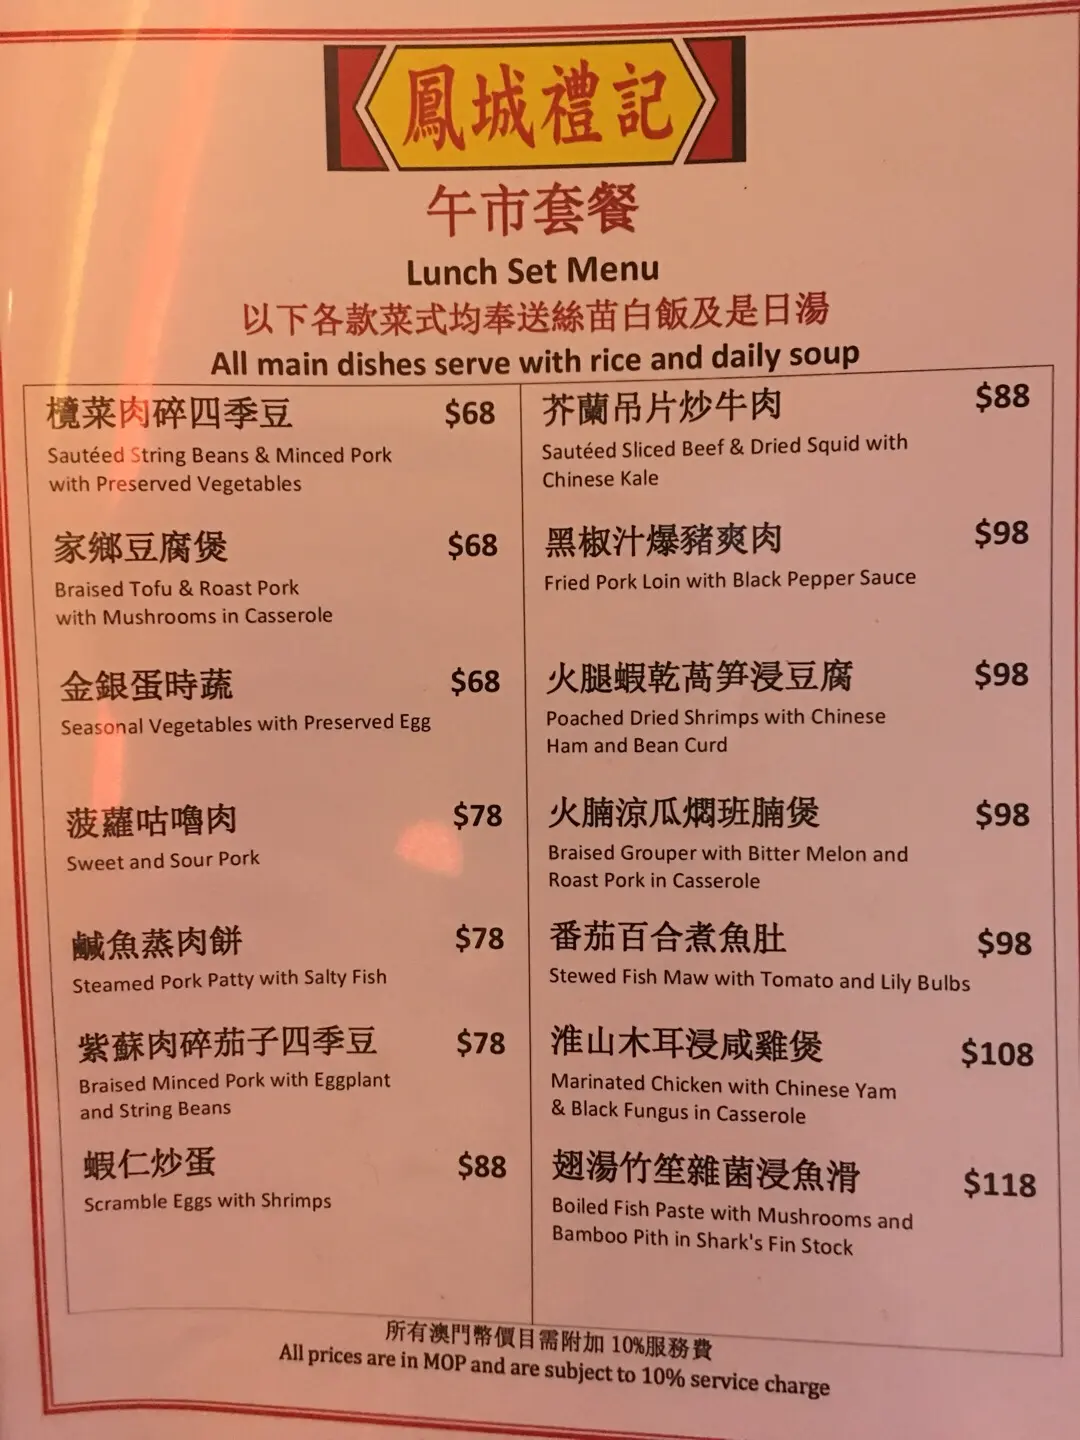 鳳城禮記
午市套餐
Lunch Set Menu
以下各款菜式均奉送絲苗白飯及是日湯
All main dishes serve with rice and daily soup
欖菜肉碎四季豆 $68
Sautéed String Beans & Minced Pork
with Preserved Vegetables
家鄉豆腐煲 $68
Braised Tofu & Roast Pork
with Mushrooms in Casserole
金銀蛋時蔬 $68
Seasonal Vegetables with Preserved Egg
菠蘿咕嚕肉 $78
Sweet and Sour Pork
鹹魚蒸肉餅 $78
Steamed Pork Patty with Salty Fish
紫蘇肉碎茄子四季豆 $78
Braised Minced Pork with Eggplant
and String Beans
蝦仁炒蛋 $88
Scramble Eggs with Shrimps
芥蘭吊片炒牛肉 $88
Sautéed Sliced Beef & Dried Squid with
Chinese Kale
黑椒汁爆豬爽肉 $98
Fried Pork Loin with Black Pepper Sauce
火腿蝦乾萵笋浸豆腐 $98
Poached Dried Shrimps with Chinese
Ham and Bean Curd
火腩涼瓜燜班腩煲 $98
Braised Grouper with Bitter Melon and
Roast Pork in Casserole
番茄百合煮魚肚 $98
Stewed Fish Maw with Tomato and Lily Bulbs
淮山木耳浸咸雞煲 $108
Marinated Chicken with Chinese Yam
& Black Fungus in Casserole
翅湯竹笙雜菌浸魚滑 $118
Boiled Fish Paste with Mushrooms and
Bamboo Pith in Shark's Fin Stock
所有澳門幣價目需附加 10%服務費
All prices are in MOP and are subject to 10% service charge